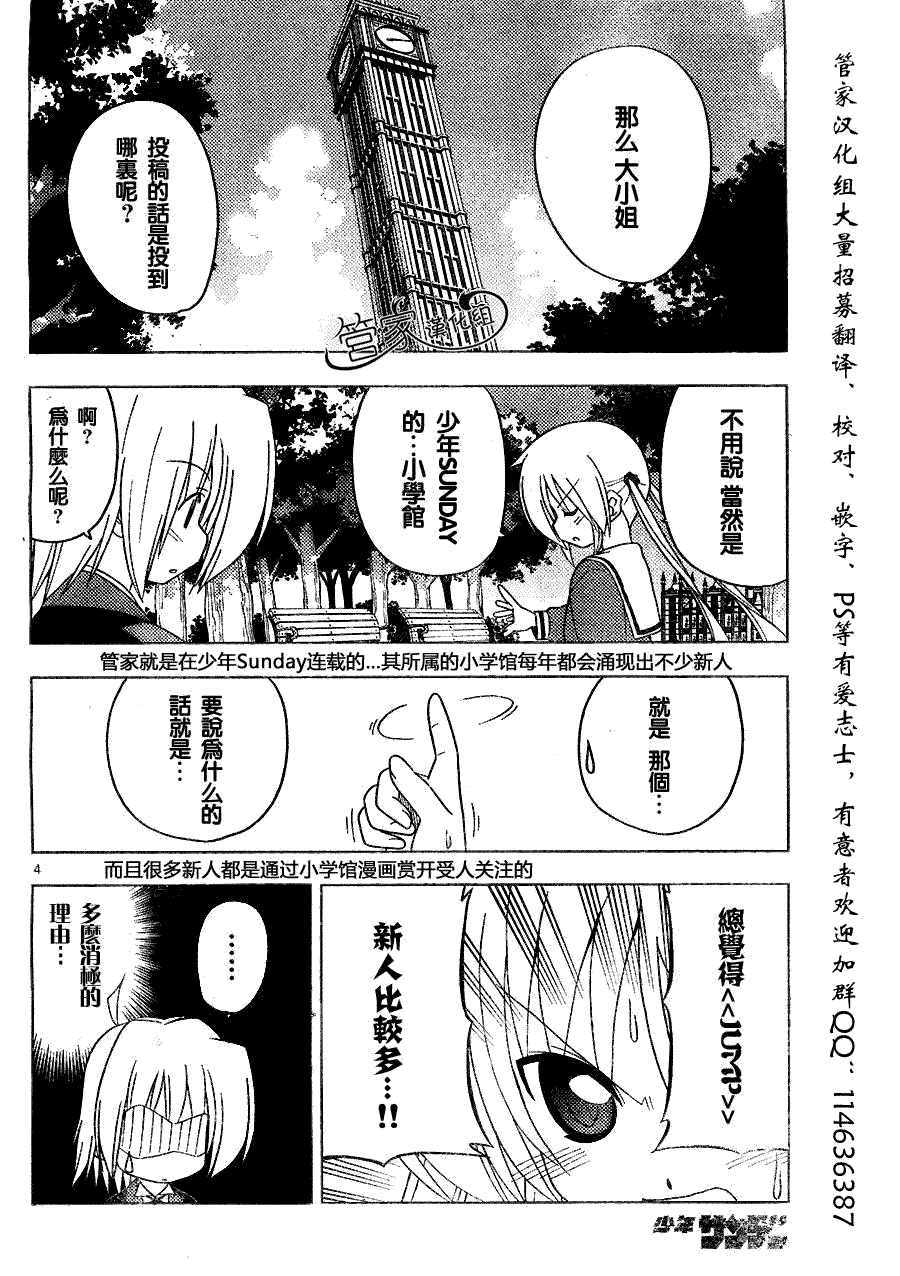 那么 大小姐
投稿的話是投到
哪裏呢？
管家 漢化組
不用說 當然是
少年SUNDAY
的…小學館
啊？
為什麼呢？
管家就是在少年Sunday连载的...其所属的小学馆每年都会涌现出不少新人
就是 那個…
要說為什么的
話就是…
4
而且很多新人都是通过小学馆漫画赏开受人关注的
總覺得<<JUMP>>
新人比較多…!!
……
多麼消極的
理由…
少年サンデー
管家汉化组大量招募翻译、校对、嵌字、PS等有爱志士，有意者欢迎加群QQ：114636387